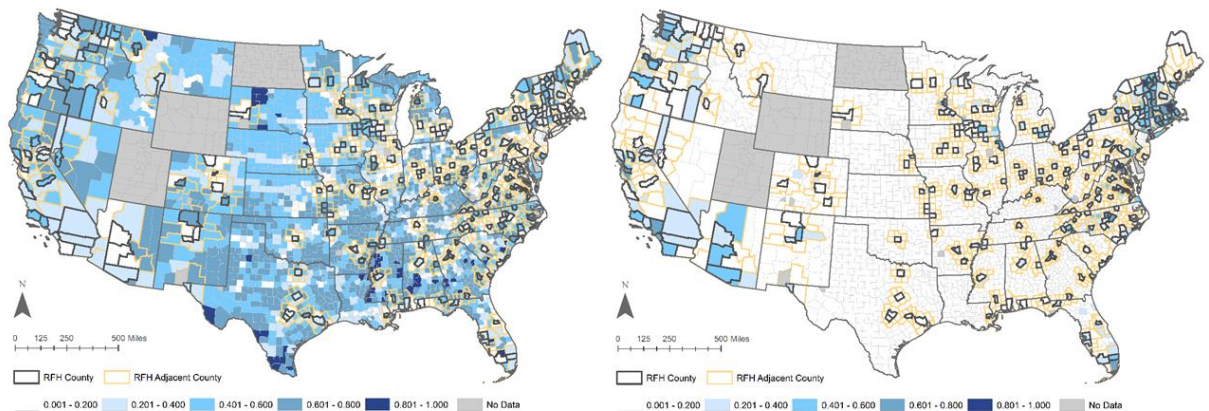 N
0 125 250 500 Miles
RFH County RFH Adjacent County
0.001 - 0.200 0.201 - 0.400 0.401 - 0.600 0.601 - 0.800 0.801 - 1.000 No Data
N
0 125 250 500 Miles
RFH County RFH Adjacent County
0.001 - 0.200 0.201 - 0.400 0.401 - 0.600 0.601 - 0.800 0.801 - 1.000 No Data